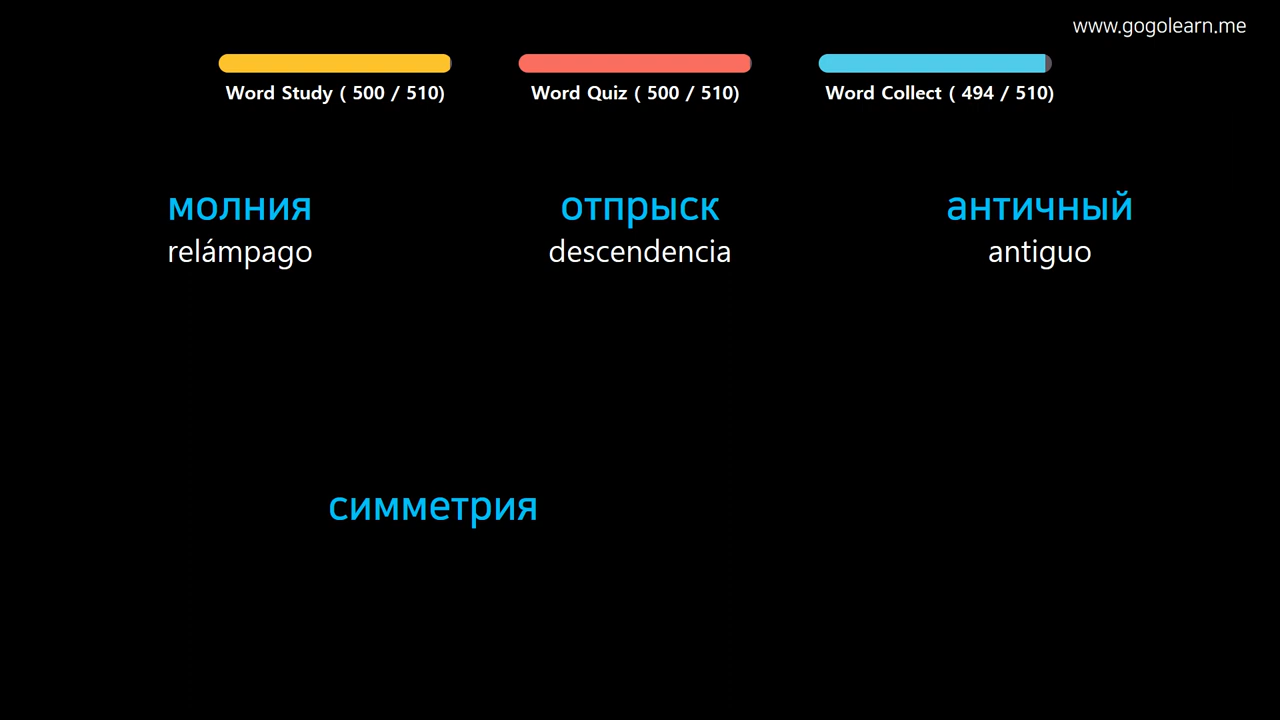 www.gogolearn.me
Word Study ( 500 / 510)
Word Quiz ( 500 / 510)
Word Collect ( 494 / 510)
молния
отпрыск
античный
relámpago
descendencia
antiguo
симметрия